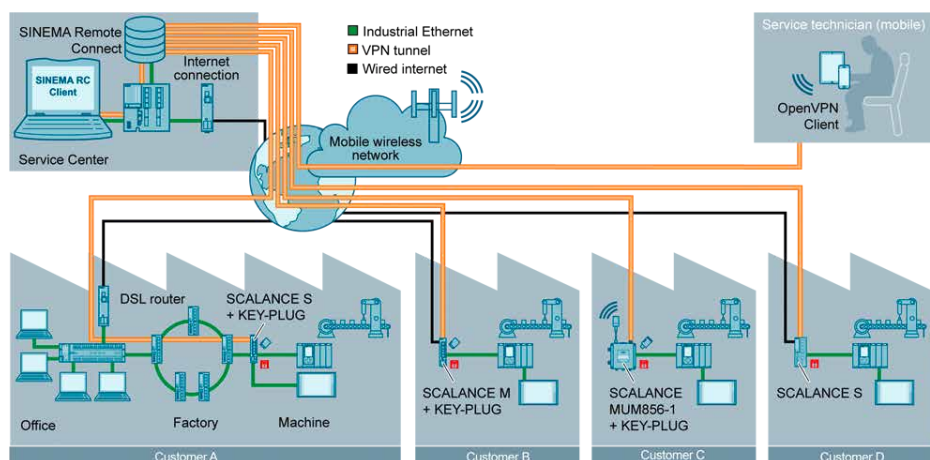 SINEMA Remote
Connect
Internet
connection
SINEMA RC
Client
Service Center
Industrial Ethernet
VPN tunnel
Wired internet
Mobile wireless
network
Service technician (mobile)
OpenVPN
Client
DSL router
SCALANCE S
+ KEY-PLUG
Office
Factory
Machine
Customer A
SCALANCE M
+ KEY-PLUG
Customer B
SCALANCE
MUM856-1
+ KEY-PLUG
Customer C
SCALANCE S
Customer D